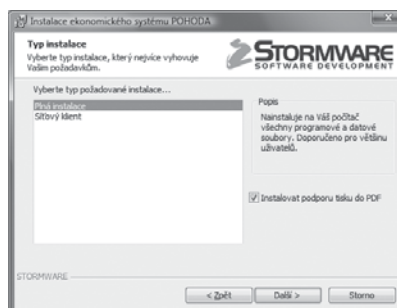 Instalace ekonomického systému POHODA
Typ instalace
Vyberte typ instalace, který nejvíce vyhovuje
Vašim požadavkům.
STORMWARE
SOFTWARE DEVELOPMENT
Vyberte typ požadované instalace...
Plná instalace
Síťový klient
Popis
Nainstaluje na Váš počítač
všechny programové a datové
soubory. Doporučeno pro většinu
uživatelů.
Instalovat podporu tisku do PDF
STORMWARE
< Zpět
Další >
Storno